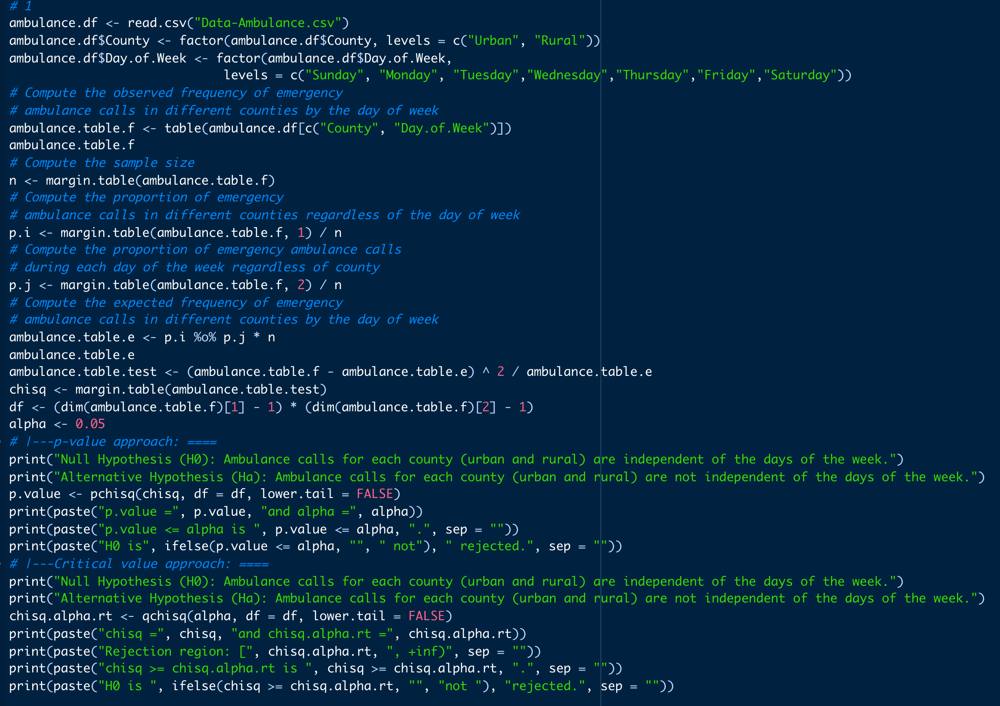 # 1
ambulance.df <- read.csv("Data-Ambulance.csv")
ambulance.df$County <- factor(ambulance.df$County, levels = c("Urban", "Rural"))
ambulance.df$Day.of.Week <- factor(ambulance.df$Day.of.Week,
                             levels = c("Sunday", "Monday", "Tuesday","Wednesday","Thursday","Friday","Saturday"))
# Compute the observed frequency of emergency
# ambulance calls in different counties by the day of week
ambulance.table.f <- table(ambulance.df[c("County", "Day.of.Week")])
ambulance.table.f
# Compute the sample size
n <- margin.table(ambulance.table.f)
# Compute the proportion of emergency
# ambulance calls in different counties regardless of the day of week
p.i <- margin.table(ambulance.table.f, 1) / n
# Compute the proportion of emergency ambulance calls
# during each day of the week regardless of county
p.j <- margin.table(ambulance.table.f, 2) / n
# Compute the expected frequency of emergency
# ambulance calls in different counties by the day of week
ambulance.table.e <- p.i %o% p.j * n
ambulance.table.e
ambulance.table.test <- (ambulance.table.f - ambulance.table.e) ^ 2 / ambulance.table.e
chisq <- margin.table(ambulance.table.test)
df <- (dim(ambulance.table.f)[1] - 1) * (dim(ambulance.table.f)[2] - 1)
alpha <- 0.05
# |---p-value approach: ====
print("Null Hypothesis (H0): Ambulance calls for each county (urban and rural) are independent of the days of the week.")
print("Alternative Hypothesis (Ha): Ambulance calls for each county (urban and rural) are not independent of the days of the week.")
p.value <- pchisq(chisq, df = df, lower.tail = FALSE)
print(paste("p.value =", p.value, "and alpha =", alpha))
print(paste("p.value <= alpha is ", p.value <= alpha, ".", sep = ""))
print(paste("H0 is", ifelse(p.value <= alpha, "", " not"), " rejected.", sep = ""))
# |---Critical value approach: ====
print("Null Hypothesis (H0): Ambulance calls for each county (urban and rural) are independent of the days of the week.")
print("Alternative Hypothesis (Ha): Ambulance calls for each county (urban and rural) are not independent of the days of the week.")
chisq.alpha.rt <- qchisq(alpha, df = df, lower.tail = FALSE)
print(paste("chisq =", chisq, "and chisq.alpha.rt =", chisq.alpha.rt))
print(paste("Rejection region: [", chisq.alpha.rt, ", +inf)", sep = ""))
print(paste("chisq >= chisq.alpha.rt is ", chisq >= chisq.alpha.rt, ".", sep = ""))
print(paste("H0 is ", ifelse(chisq >= chisq.alpha.rt, "", "not "), "rejected.", sep = ""))